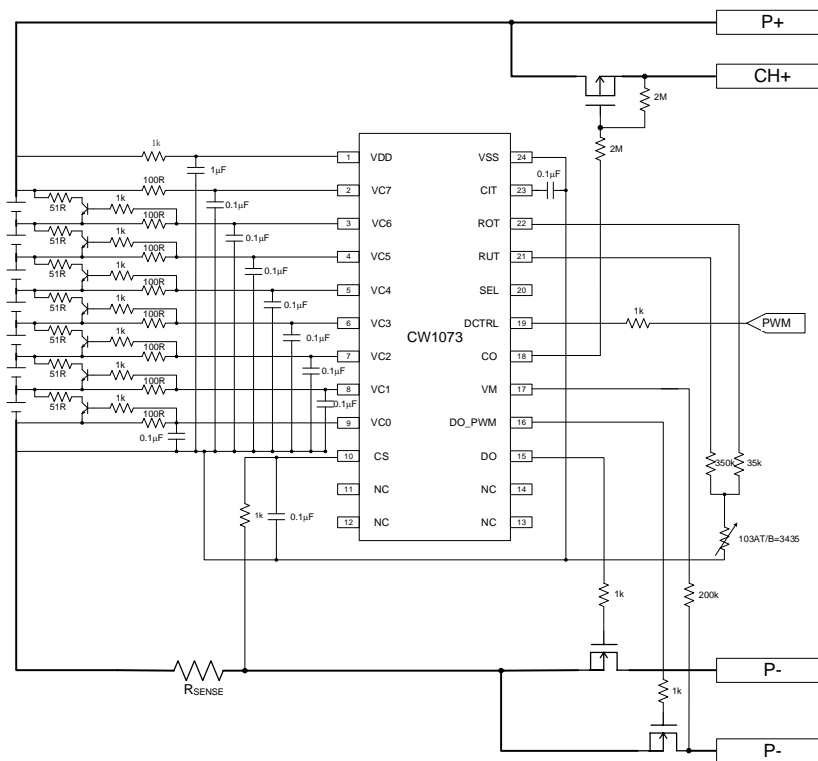 P+
CH+
2M
2M
1k
1µF
100R
0.1µF
51R
1k
100R
0.1µF
51R
1k
100R
0.1µF
51R
1k
100R
0.1µF
51R
1k
100R
0.1µF
51R
1k
100R
0.1µF
51R
1k
100R
0.1µF
51R
1k
100R
0.1µF
1 VDD
2 VC7
3 VC6
4 VC5
5 VC4
6 VC3
7 VC2
8 VC1
9 VC0
10 CS
11 NC
12 NC
CW1073
VSS 24
CIT 23
ROT 22
RUT 21
SEL 20
DCTRL 19
CO 18
VM 17
DO_PWM 16
DO 15
NC 14
NC 13
0.1µF
1k
PWM
350k
35k
103AT/B=3435
1k
0.1µF
1k
200k
1k
RSENSE
P-
P-